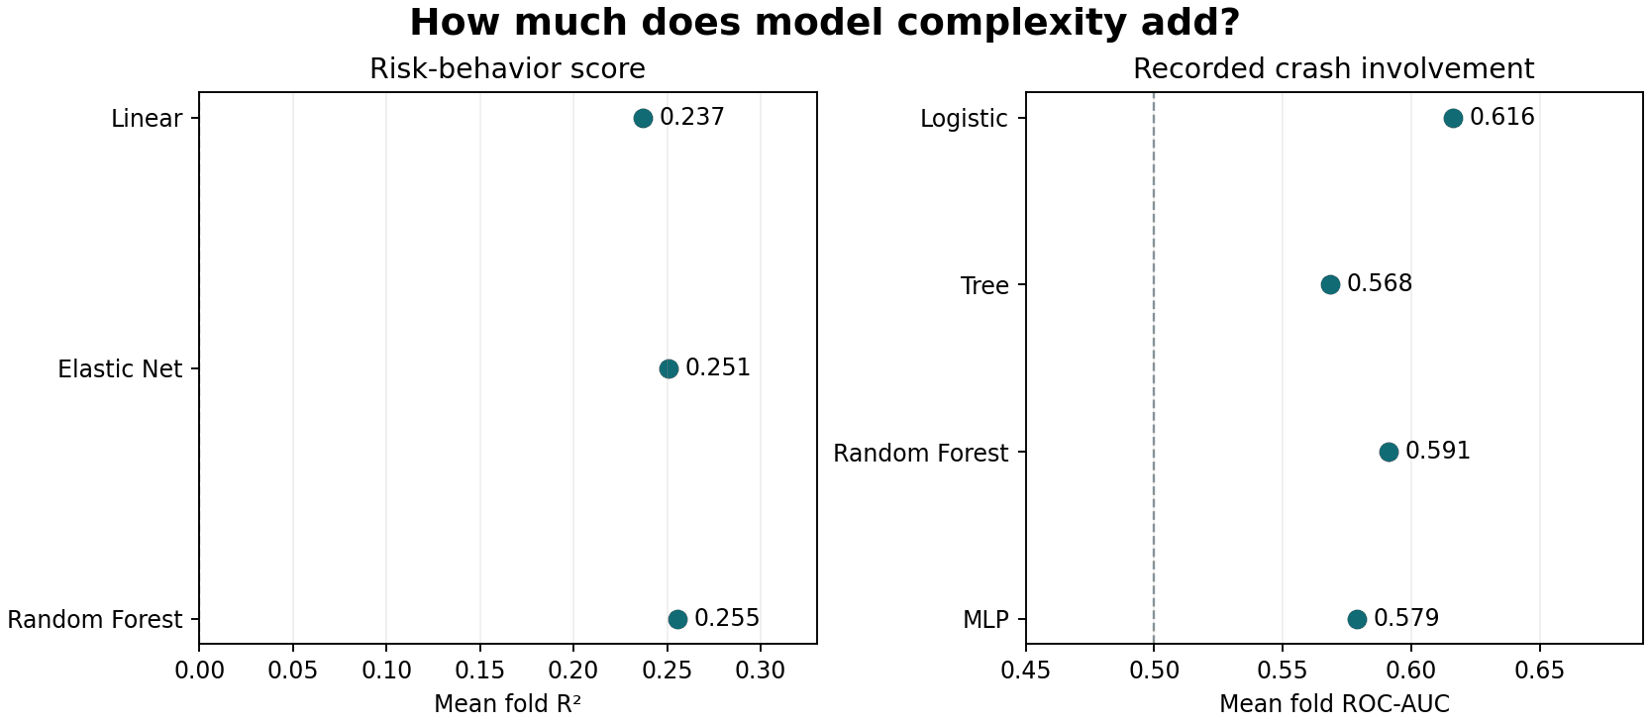 How much does model complexity add?
Risk-behavior score
Linear
0.237
Elastic Net
0.251
Random Forest
0.255
0.00 0.05 0.10 0.15 0.20 0.25 0.30
Mean fold R²
Recorded crash involvement
Logistic
0.616
Tree
0.568
Random Forest
0.591
MLP
0.579
0.45 0.50 0.55 0.60 0.65
Mean fold ROC-AUC